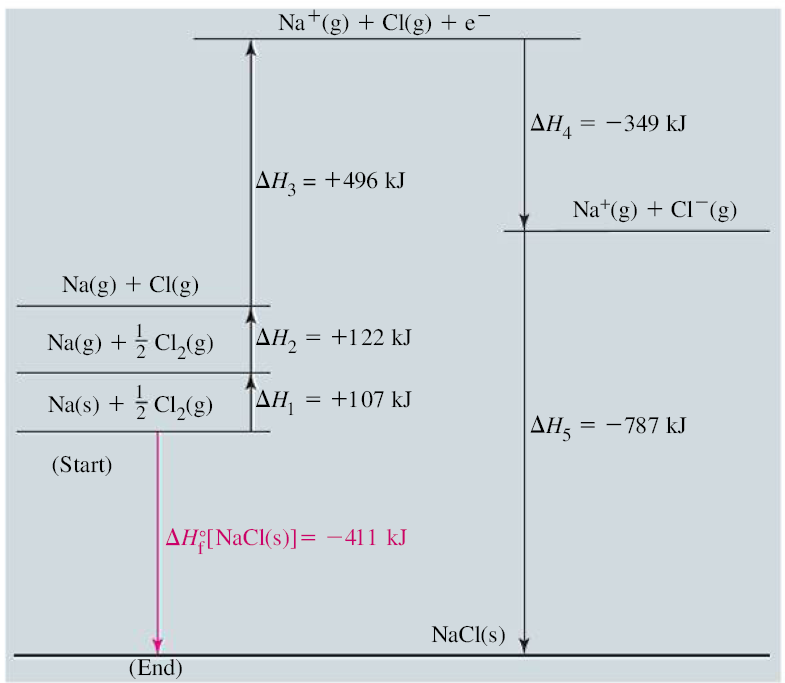 Na⁺(g) + Cl(g) + e⁻
ΔH₄ = −349 kJ
ΔH₃ = +496 kJ
Na⁺(g) + Cl⁻(g)
Na(g) + Cl(g)
Na(g) + ½ Cl₂(g)
ΔH₂ = +122 kJ
Na(s) + ½ Cl₂(g)
ΔH₁ = +107 kJ
ΔH₅ = −787 kJ
(Start)
ΔH°f[NaCl(s)]= −411 kJ
NaCl(s)
(End)